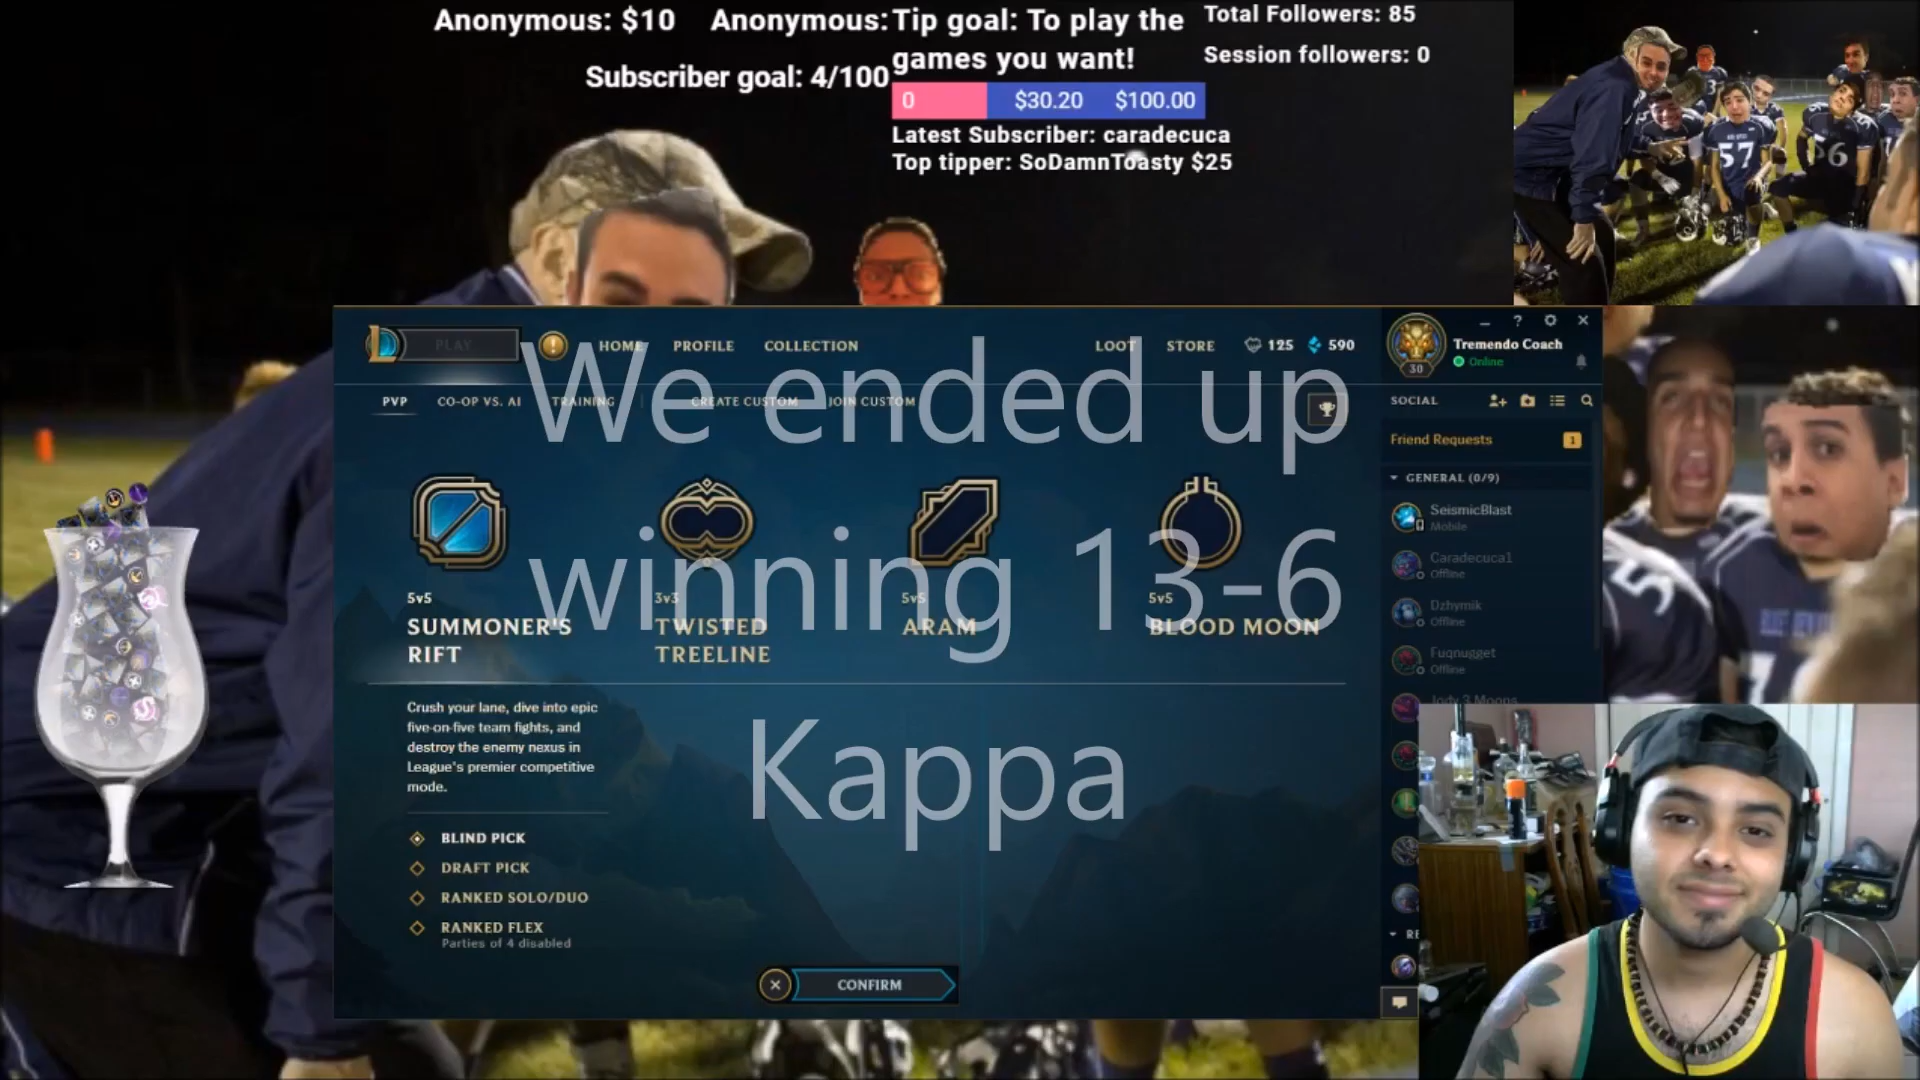 Anonymous: $10 Anonymous:
Subscriber goal: 4/100
Tip goal: To play the
games you want!
0 $30.20 $100.00
Latest Subscriber: caradecuca
Top tipper: SoDamnToasty $25
Total Followers: 85
Session followers: 0
57
5
PLAY
HOME PROFILE COLLECTION LOOT STORE 125 590
30
Tremendo Coach
Online
PVP CO-OP VS. AI TRAINING CREATE CUSTOM JOIN CUSTOM
SOCIAL
Friend Requests 1
GENERAL (0/9)
SeismicBlast
Mobile
Caradecuca1
Offline
Dzhymik
Offline
Fuqnugget
Offline
Jody 3 Moons
RE
We ended up
winning 13-6
Kappa
5v5
SUMMONER'S
RIFT
3v3
TWISTED
TREELINE
5v5
ARAM
5v5
BLOOD MOON
Crush your lane, dive into epic
five-on-five team fights, and
destroy the enemy nexus in
League's premier competitive
mode.
BLIND PICK
DRAFT PICK
RANKED SOLO/DUO
RANKED FLEX
Parties of 4 disabled
CONFIRM